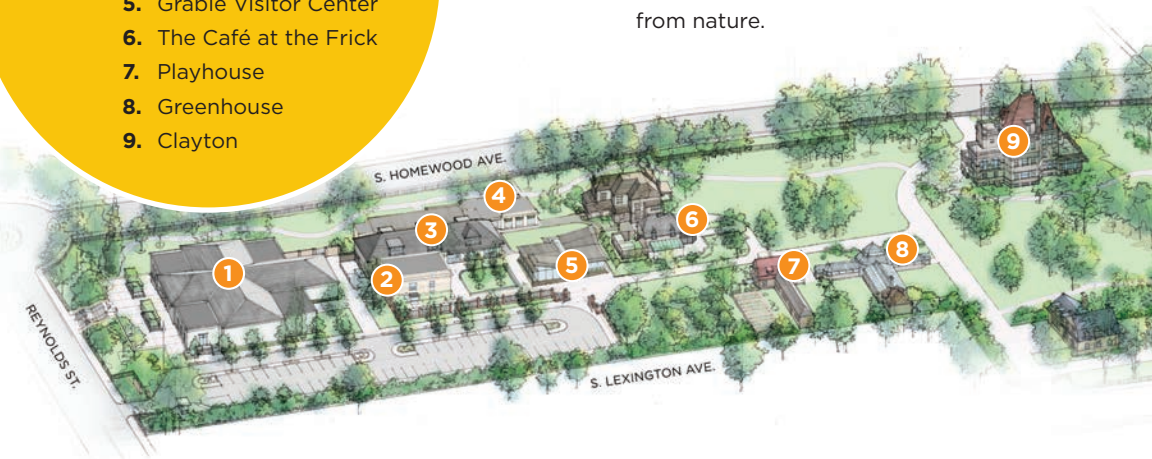 5. Grable Visitor Center
6. The Café at the Frick
7. Playhouse
8. Greenhouse
9. Clayton
from nature.
S. HOMEWOOD AVE.
9
4
6
3
8
5
7
1
2
REYNOLDS ST.
S. LEXINGTON AVE.